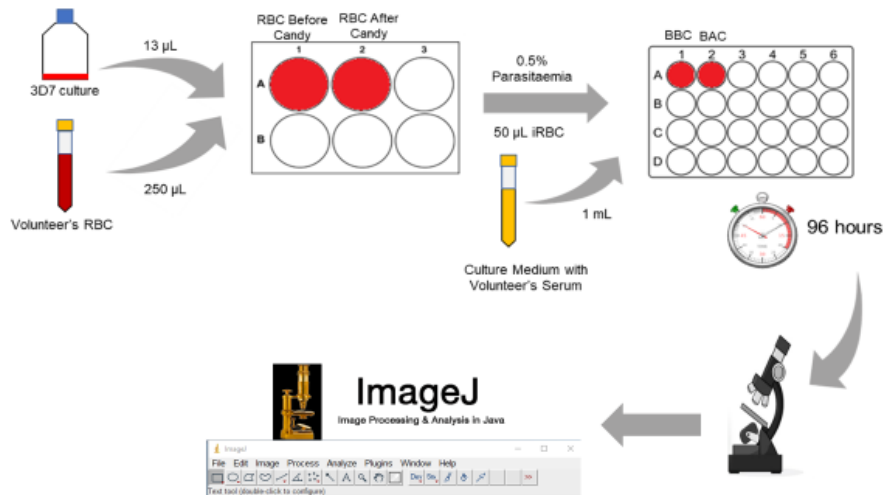 RBC Before
Candy
RBC After
Candy
1
2
3
A
B
13 µL
3D7 culture
250 µL
Volunteer's RBC
0.5%
Parasitaemia
50 µL iRBC
1 mL
Culture Medium with
Volunteer's Serum
BBC BAC
1 2 3 4 5 6
A
B
C
D
96 hours
ImageJ
Image Processing & Analysis in Java
ImageJ
File Edit Image Process Analyze Plugins Window Help
A Dev Stk >>
Text tool (double-click to configure)